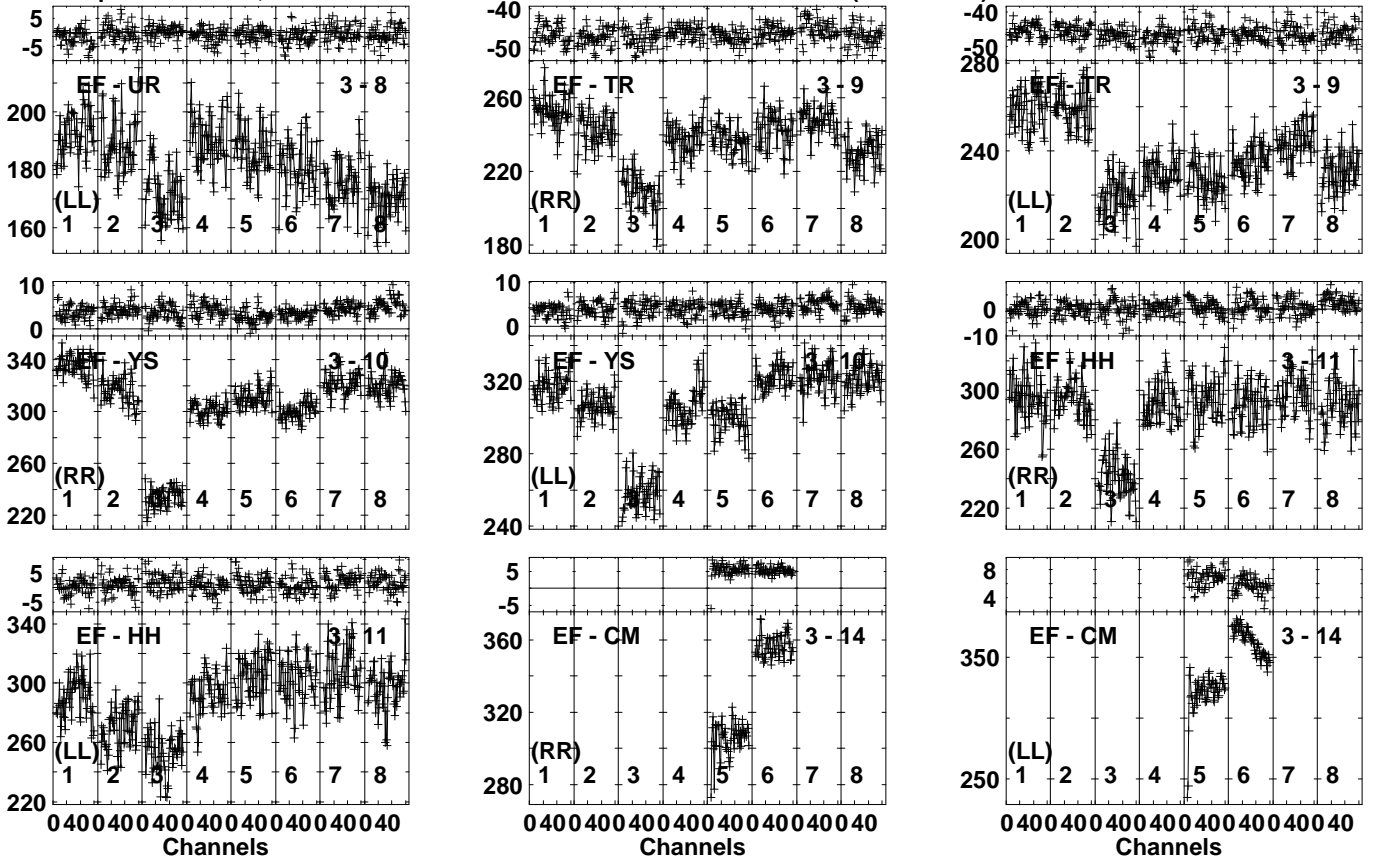 5
-5
EF - UR 3 - 8
200
180
160
(LL)
1 2 3 4 5 6 7 8
-40
-50
EF - TR 3 - 9
260
220
180
(RR)
1 2 3 4 5 6 7 8
-40
-50
280
EF - TR 3 - 9
240
200
(LL)
1 2 3 4 5 6 7 8
10
0
EF - YS 3 - 10
340
300
260
220
(RR)
1 2 3 4 5 6 7 8
10
0
EF - YS 3 - 10
320
280
240
(LL)
1 2 3 4 5 6 7 8
0
-10
EF - HH 3 - 11
300
260
220
(RR)
1 2 3 4 5 6 7 8
5
-5
EF - HH 3 - 11
340
300
260
220
(LL)
1 2 3 4 5 6 7 8
0 40 0 40 0 40 0 40 0 40 0 40 0 40 0 40
Channels
5
-5
EF - CM 3 - 14
360
320
280
(RR)
1 2 3 4 5 6 7 8
0 40 0 40 0 40 0 40 0 40 0 40 0 40 0 40
Channels
8
4
EF - CM 3 - 14
350
250
(LL)
1 2 3 4 5 6 7 8
0 40 0 40 0 40 0 40 0 40 0 40 0 40 0 40
Channels